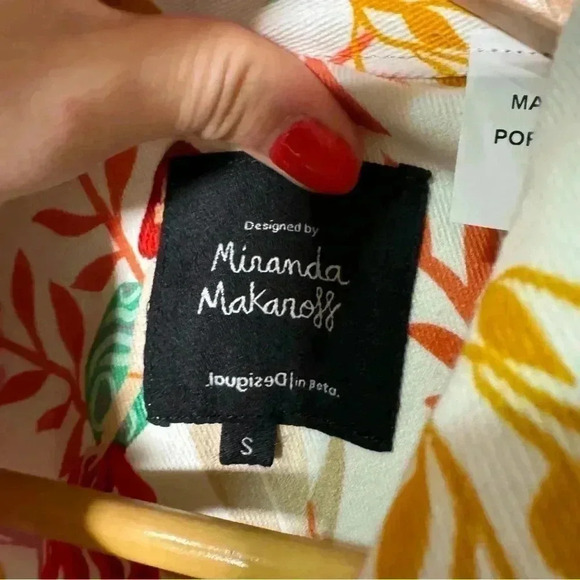 Designed by
Miranda
Makaroff
Desigual | in Beta.
S
MA
POR